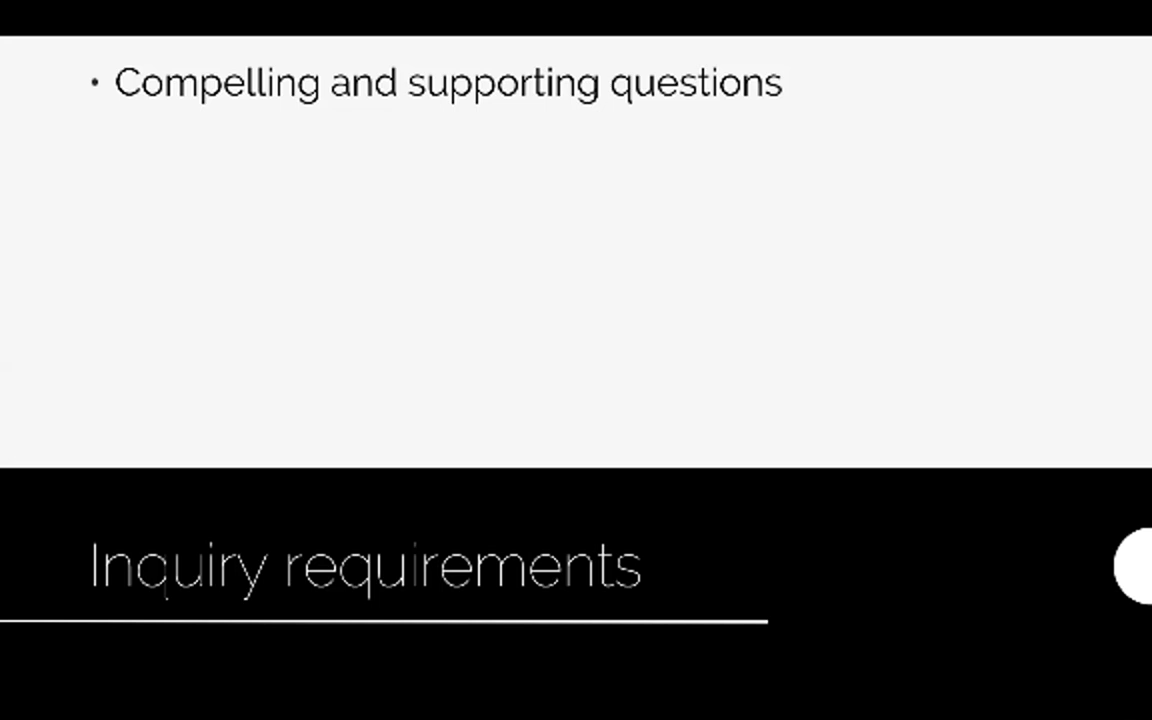 • Compelling and supporting questions
Inquiry requirements